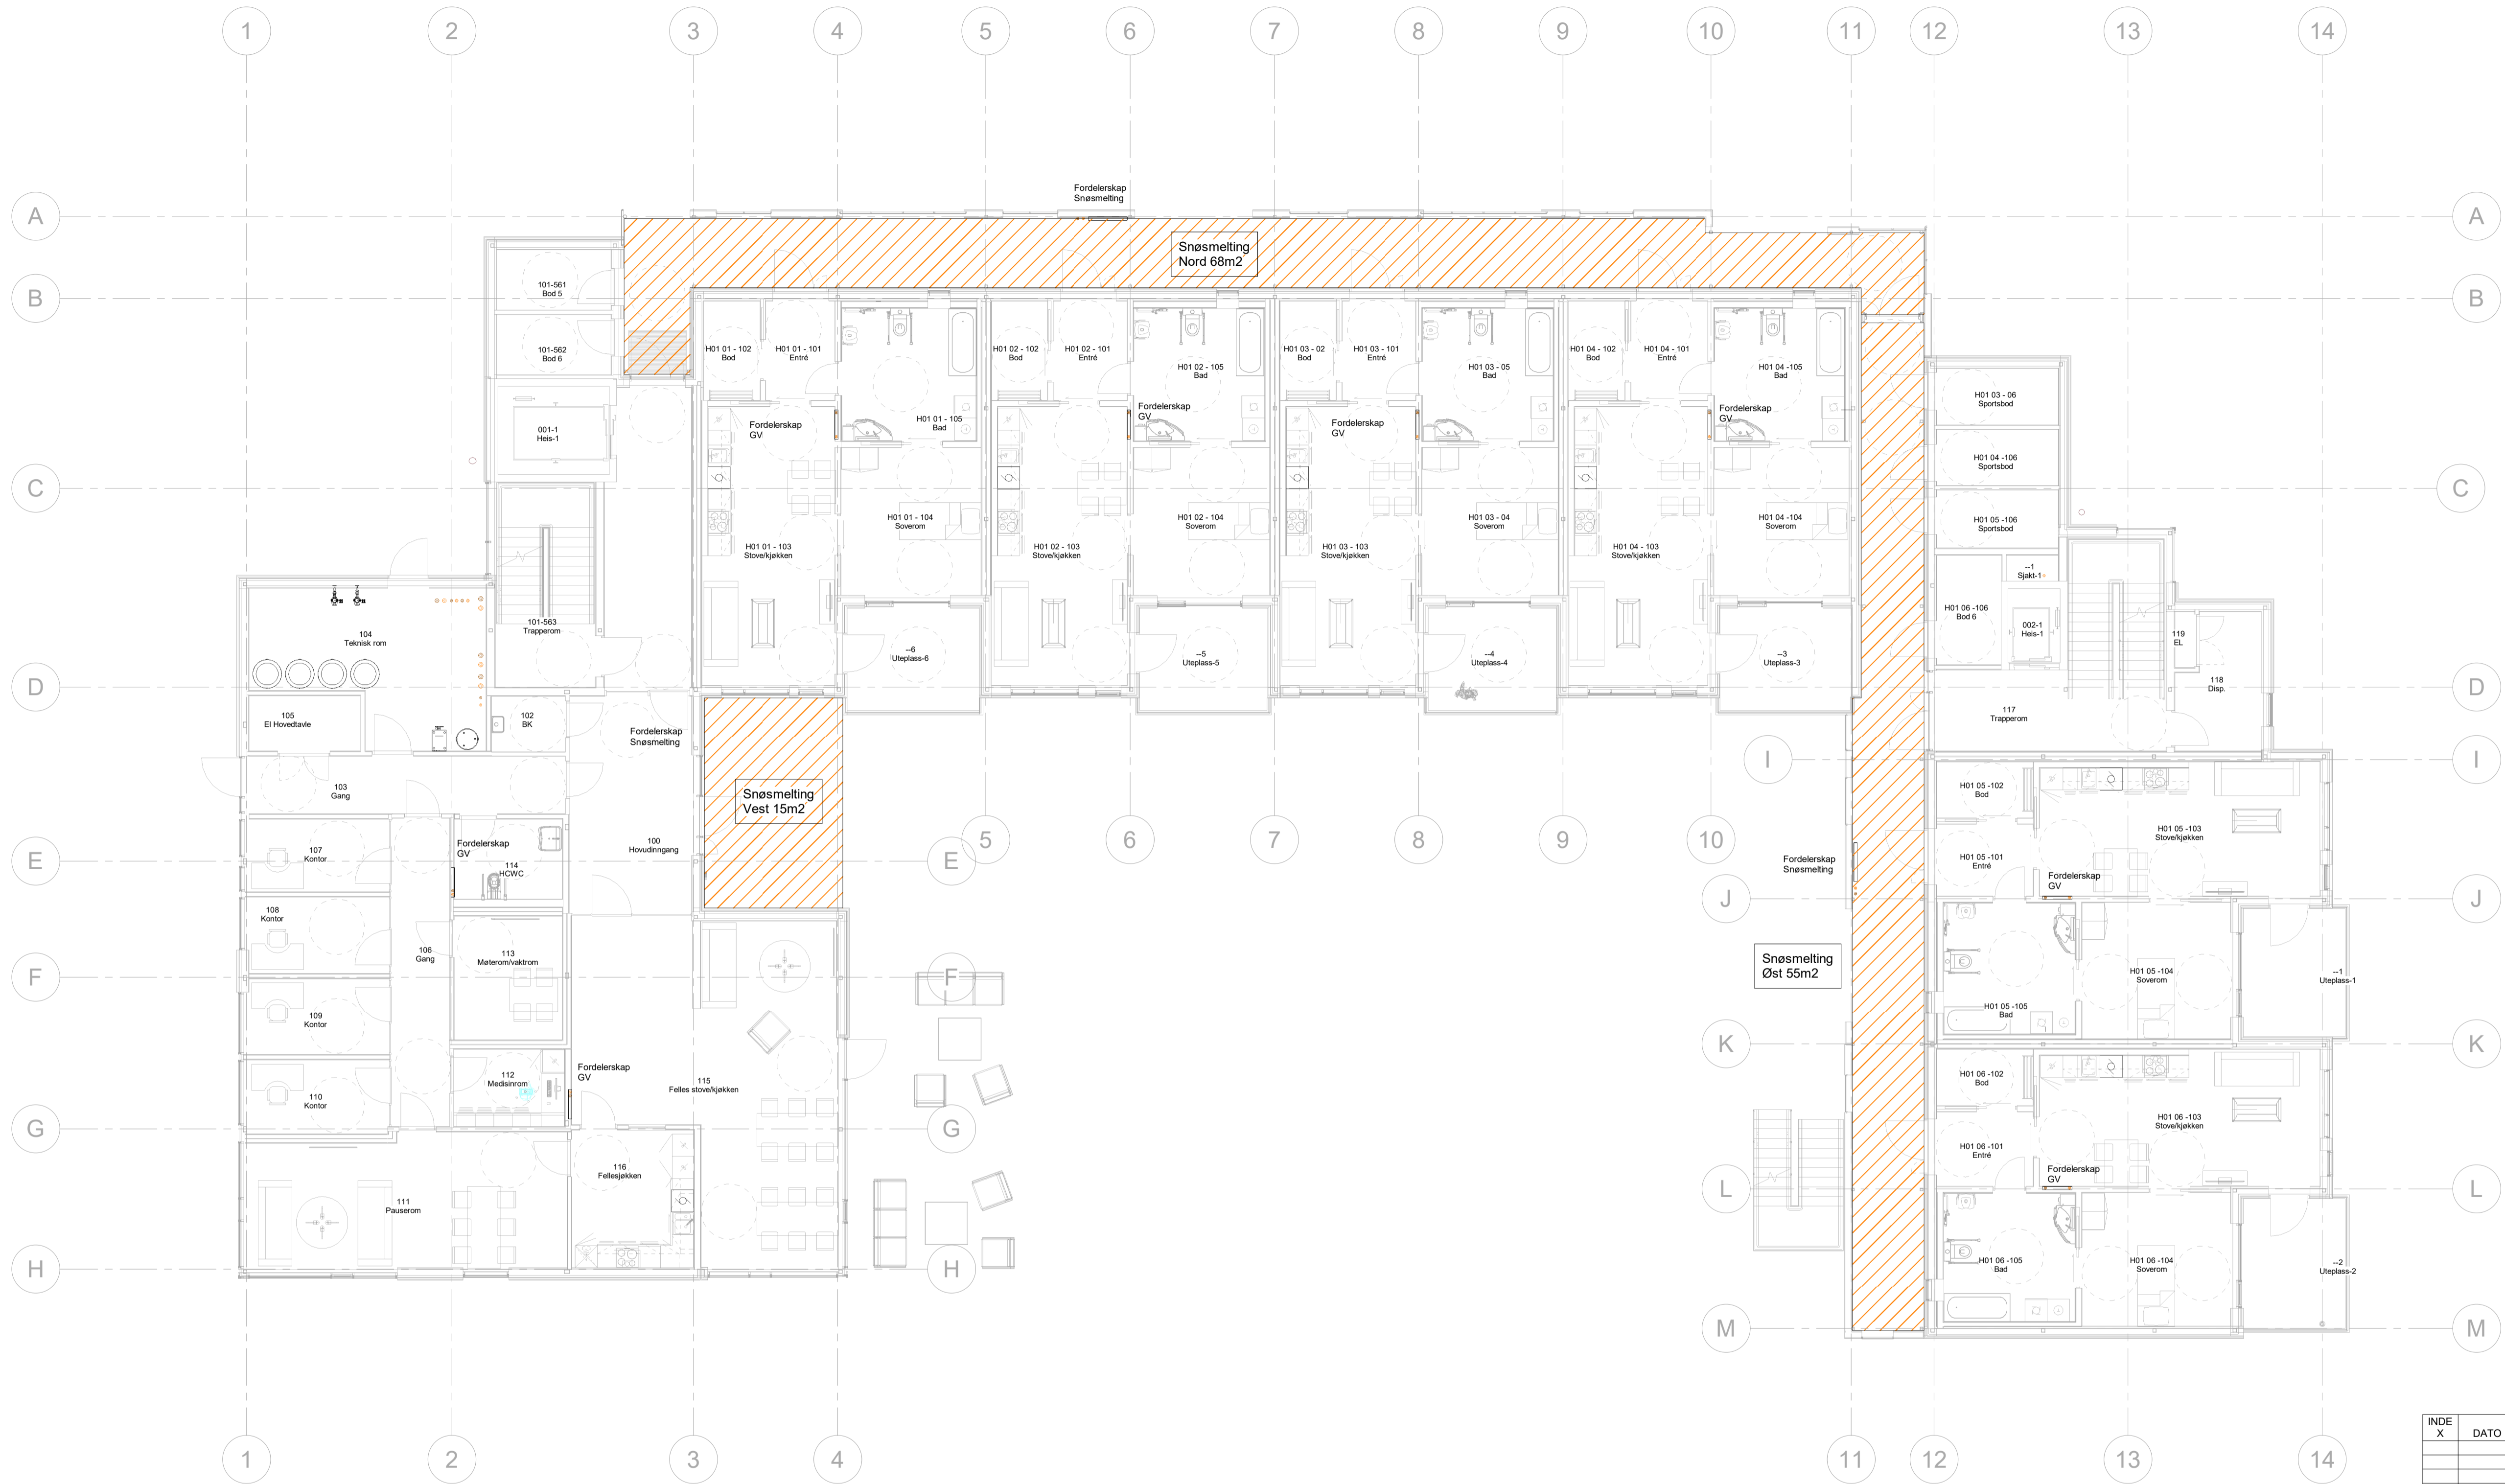 1 2 3 4 5 6 7 8 9 10 11 12 13 14
Fordelerskap
Snøsmelting
A A
Snøsmelting
Nord 68m2
101-561
Bod 5
B B
101-562
Bod 6
H01 01 - 102
Bod
H01 01 - 101
Entré
H01 02 - 102
Bod
H01 02 - 101
Entré
H01 02 - 105
Bad
H01 03 - 02
Bod
H01 03 - 101
Entré
H01 03 - 05
Bad
H01 04 - 102
Bod
H01 04 - 101
Entré
H01 04 -105
Bad
H01 03 - 06
Sportsbod
001-1
Heis-1
Fordelerskap
GV
H01 01 - 105
Bad
Fordelerskap
GV
Fordelerskap
GV
Fordelerskap
GV
H01 04 -106
Sportsbod
C C
H01 01 - 104
Soverom
H01 02 - 104
Soverom
H01 03 - 04
Soverom
H01 04 -104
Soverom
H01 05 -106
Sportsbod
H01 01 - 103
Stove/kjøkken
H01 02 - 103
Stove/kjøkken
H01 03 - 103
Stove/kjøkken
H01 04 - 103
Stove/kjøkken
--1
Sjakt-1
H01 06 -106
Bod 6
002-1
Heis-1
119
EL
104
Teknisk rom
101-563
Trapperom
--6
Uteplass-6
--5
Uteplass-5
--4
Uteplass-4
--3
Uteplass-3
118
Disp.
D D
105
El Hovedtavle
102
BK
Fordelerskap
Snøsmelting
117
Trapperom
I I
103
Gang
Snøsmelting
Vest 15m2
H01 05 -102
Bod
H01 05 -103
Stove/kjøkken
5 6 7 8 9 10
E E
107
Kontor
Fordelerskap
GV
114
HCWC
100
Hovudinngang
Fordelerskap
Snøsmelting
H01 05 -101
Entré
Fordelerskap
GV
J J
108
Kontor
106
Gang
113
Møterom/vaktrom
F F
Snøsmelting
Øst 55m2
H01 05 -104
Soverom
--1
Uteplass-1
H01 05 -105
Bad
109
Kontor
K K
110
Kontor
112
Medisinrom
Fordelerskap
GV
115
Felles stove/kjøkken
H01 06 -102
Bod
H01 06 -103
Stove/kjøkken
G G
H01 06 -101
Entré
116
Fellesjøkken
Fordelerskap
GV
L L
111
Pauserom
H H
H01 06 -105
Bad
H01 06 -104
Soverom
--2
Uteplass-2
M M
INDE
X DATO
1 2 3 4 11 12 13 14